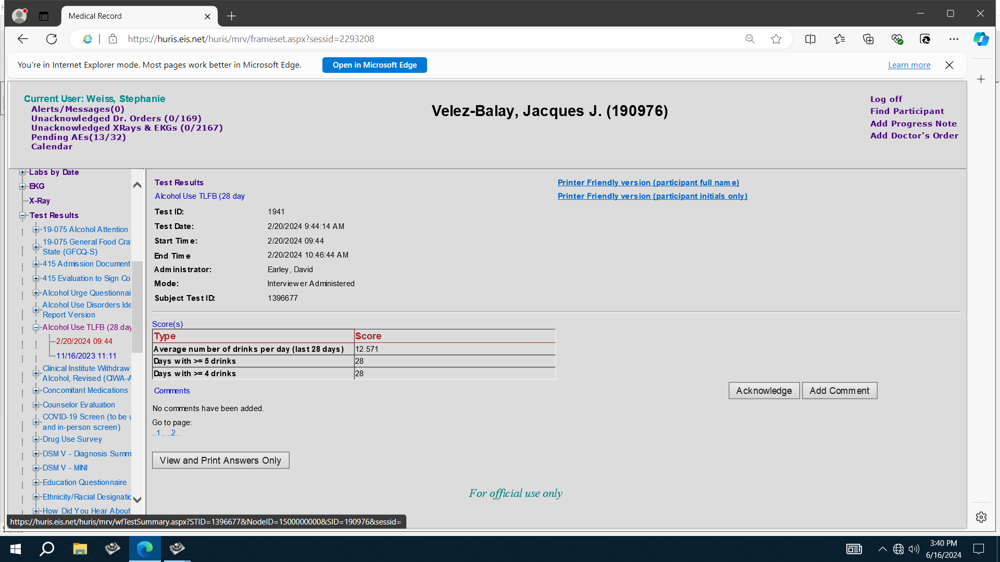 Medical Record
https://huris.eis.net/huris/mrv/frameset.aspx?sessid=2293208
You're in Internet Explorer mode. Most pages work better in Microsoft Edge.
Open in Microsoft Edge
Learn more
Current User: Weiss, Stephanie
Alerts/Messages(0)
Unacknowledged Dr. Orders (0/169)
Unacknowledged XRays & EKGs (0/2167)
Pending AEs(13/32)
Calendar
Velez-Balay, Jacques J. (190976)
Log off
Find Participant
Add Progress Note
Add Doctor's Order
Labs by Date
EKG
X-Ray
Test Results
19-075 Alcohol Attention
19-075 General Food Cra
State (GFCQ-S)
415 Admission Document
415 Evaluation to Sign Co
Alcohol Urge Questionnai
Alcohol Use Disorders Ide
Report Version
Alcohol Use TLFB (28 day
2/20/2024 09:44
11/16/2023 11:11
Clinical Institute Withdraw
Alcohol, Revised (CIWA-A
Concomitant Medications
Counselor Evaluation
COVID-19 Screen (to be u
and in-person screen)
Drug Use Survey
DSM V - Diagnosis Summ
DSM V - MINI
Education Questionnaire
Ethnicity/Racial Designatio
How Did You Hear About
Test Results
Alcohol Use TLFB (28 day
Printer Friendly version (participant full name)
Printer Friendly version (participant initials only)
Test ID: 1941
Test Date: 2/20/2024 9:44:14 AM
Start Time: 2/20/2024 09:44
End Time 2/20/2024 10:46:44 AM
Administrator: Earley, David
Mode: Interviewer Administered
Subject Test ID: 1396677
Score(s)
Type Score
Average number of drinks per day (last 28 days) 12.571
Days with >= 5 drinks 28
Days with >= 4 drinks 28
Comments
Acknowledge
Add Comment
No comments have been added.
Go to page:
..1.. ..2..
View and Print Answers Only
For official use only
https://huris.eis.net/huris/mrv/wfTestSummary.aspx?STID=1396677&NodeID=1500000000&SID=190976&sessid=
3:40 PM
6/16/2024